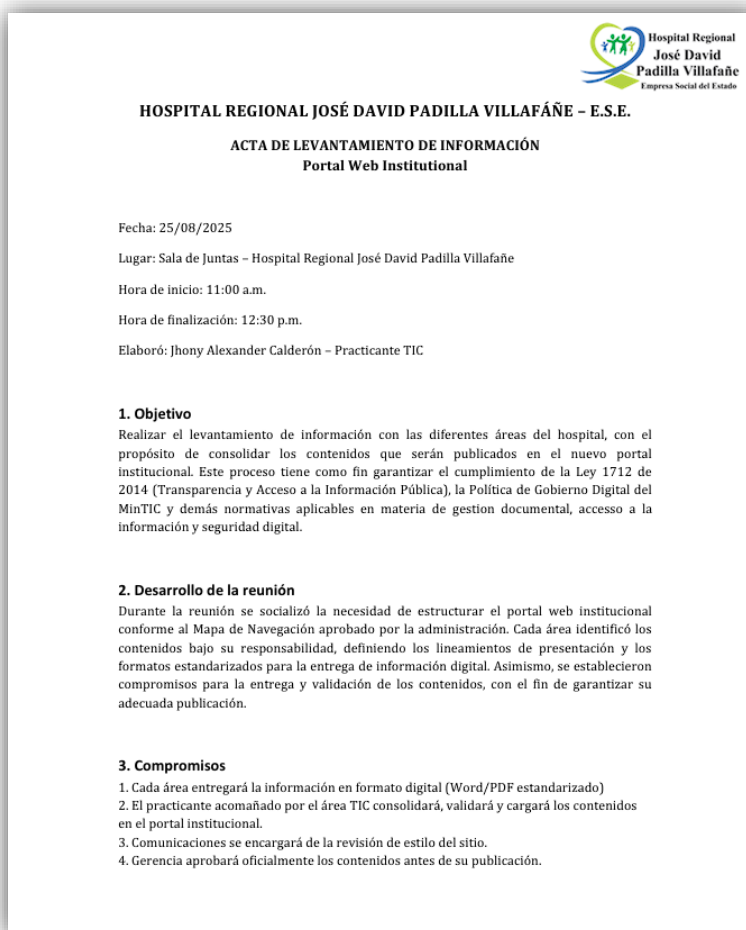 Hospital Regional
José David
Padilla Villafañe
Empresa Social del Estado
HOSPITAL REGIONAL JOSÉ DAVID PADILLA VILLAFÁÑE – E.S.E.
ACTA DE LEVANTAMIENTO DE INFORMACIÓN
Portal Web Institutional
Fecha: 25/08/2025
Lugar: Sala de Juntas – Hospital Regional José David Padilla Villafañe
Hora de inicio: 11:00 a.m.
Hora de finalización: 12:30 p.m.
Elaboró: Jhony Alexander Calderón – Practicante TIC
1. Objetivo
Realizar el levantamiento de información con las diferentes áreas del hospital, con el
propósito de consolidar los contenidos que serán publicados en el nuevo portal
institucional. Este proceso tiene como fin garantizar el cumplimiento de la Ley 1712 de
2014 (Transparencia y Acceso a la Información Pública), la Política de Gobierno Digital del
MinTIC y demás normativas aplicables en materia de gestion documental, accesso a la
información y seguridad digital.
2. Desarrollo de la reunión
Durante la reunión se socializó la necesidad de estructurar el portal web institucional
conforme al Mapa de Navegación aprobado por la administración. Cada área identificó los
contenidos bajo su responsabilidad, definiendo los lineamientos de presentación y los
formatos estandarizados para la entrega de información digital. Asimismo, se establecieron
compromisos para la entrega y validación de los contenidos, con el fin de garantizar su
adecuada publicación.
3. Compromisos
1. Cada área entregará la información en formato digital (Word/PDF estandarizado)
2. El practicante acomañado por el área TIC consolidará, validará y cargará los contenidos
en el portal institucional.
3. Comunicaciones se encargará de la revisión de estilo del sitio.
4. Gerencia aprobará oficialmente los contenidos antes de su publicación.